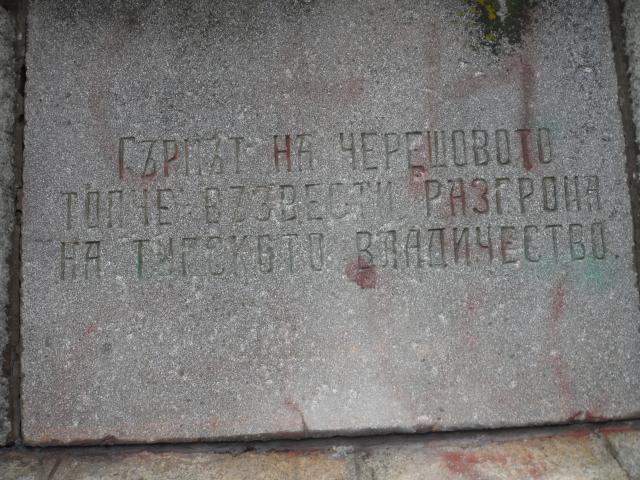 ГЪРМЪТ НА ЧЕРЕШОВОТО
ТОПЧЕ ВЪЗВЕСТИ РАЗГРОМА
НА ТУРСКОТО ВЛАДИЧЕСТВО.